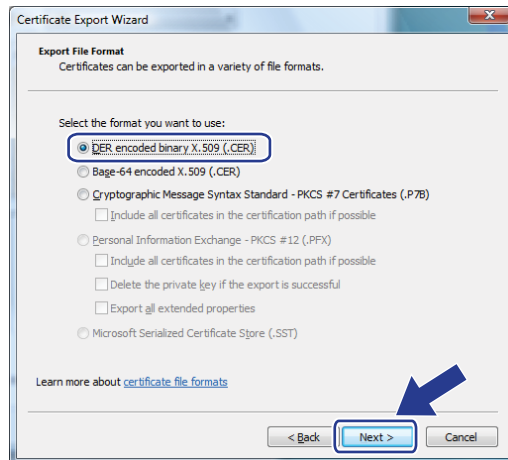 Certificate Export Wizard
X
Export File Format
Certificates can be exported in a variety of file formats.
Select the format you want to use:
DER encoded binary X.509 (.CER)
Base-64 encoded X.509 (.CER)
Cryptographic Message Syntax Standard - PKCS #7 Certificates (.P7B)
Include all certificates in the certification path if possible
Personal Information Exchange - PKCS #12 (.PFX)
Include all certificates in the certification path if possible
Delete the private key if the export is successful
Export all extended properties
Microsoft Serialized Certificate Store (.SST)
Learn more about certificate file formats
< Back Next > Cancel